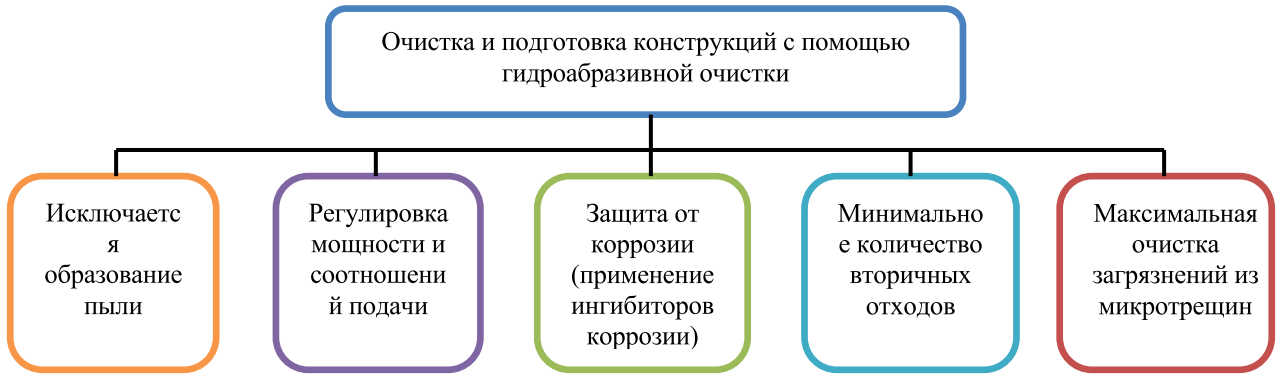 Очистка и подготовка конструкций с помощью
гидроабразивной очистки
Исключаетс
я
образование
пыли
Регулировка
мощности и
соотношени
й подачи
Защита от
коррозии
(применение
ингибиторов
коррозии)
Минимально
е количество
вторичных
отходов
Максимальная
очистка
загрязнений из
микротрещин